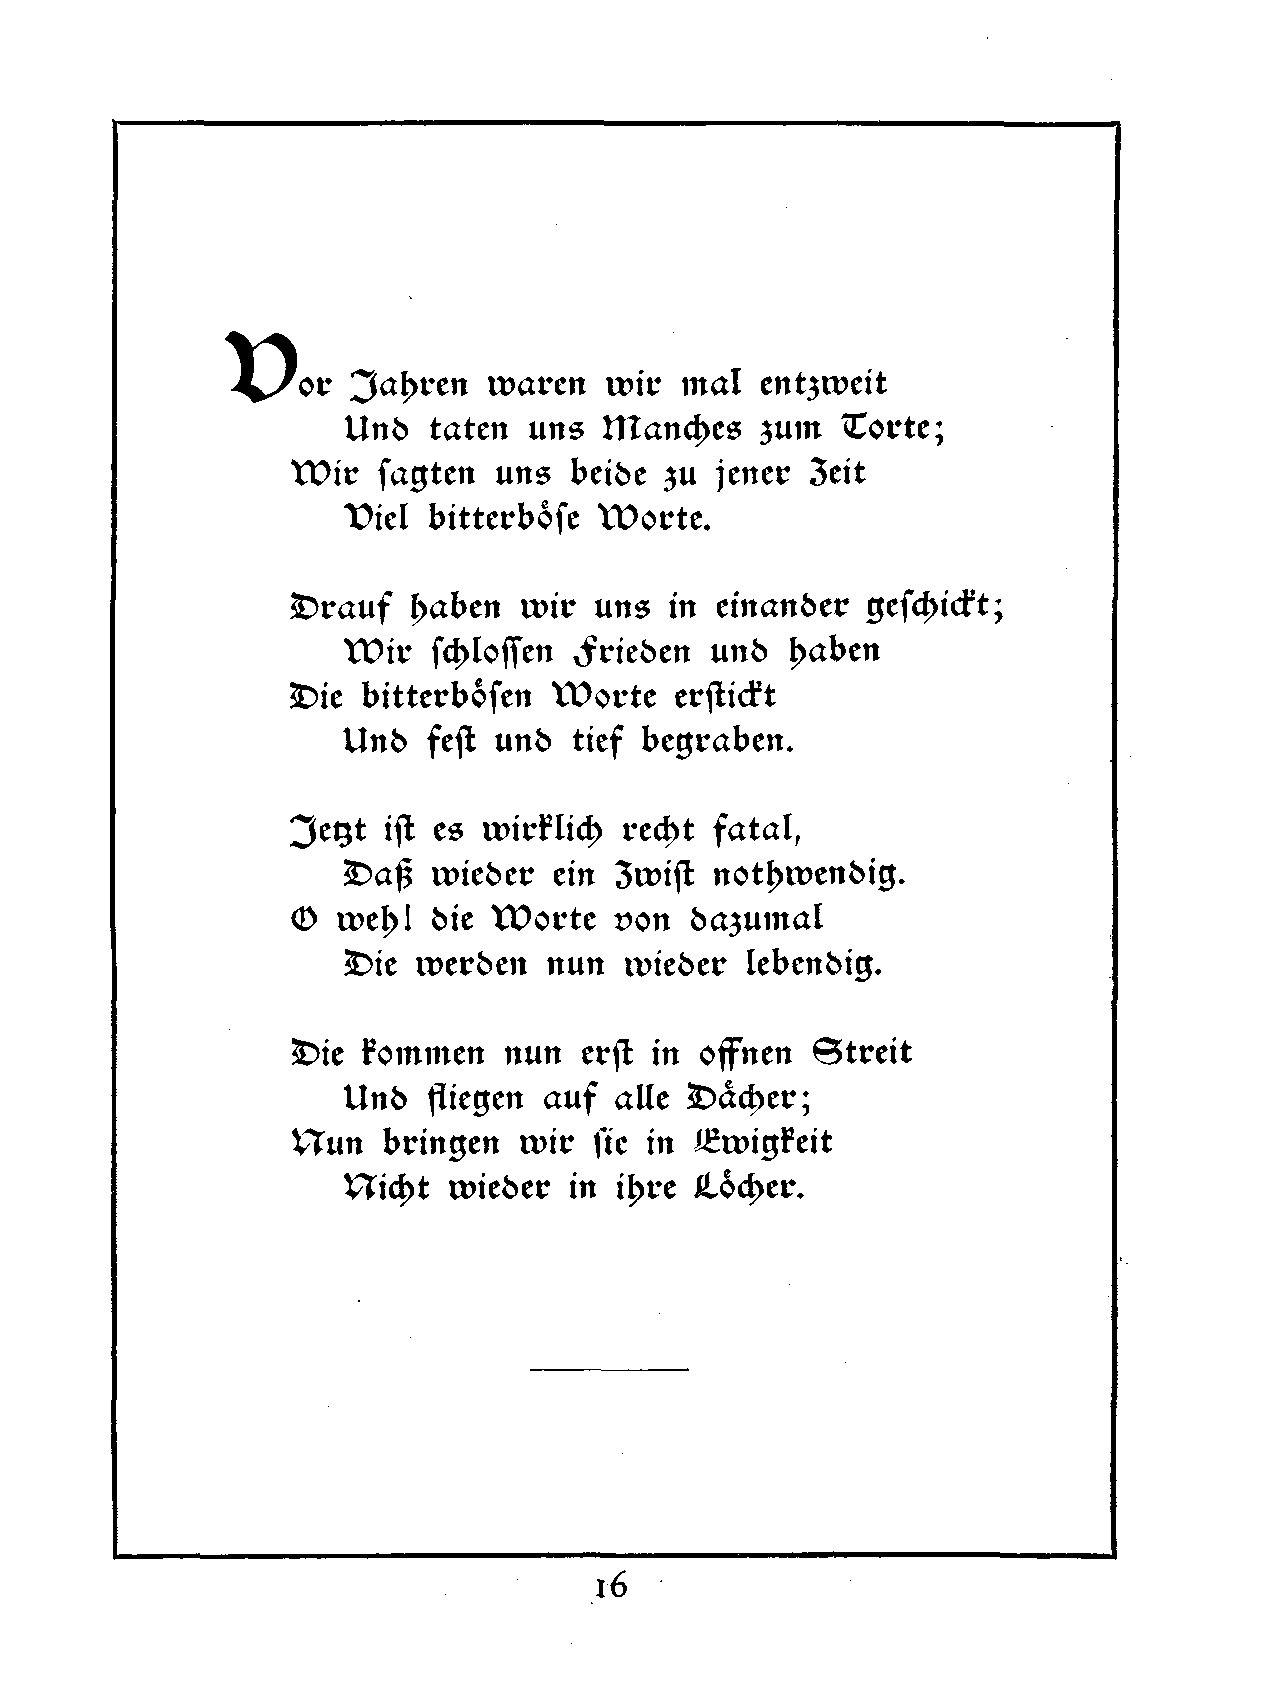 Vor Jahren waren wir mal entzweit
Und taten uns Manches zum Torte;
Wir ſagten uns beide zu jener Zeit
Viel bitterböſe Worte.
Drauf haben wir uns in einander geſchickt;
Wir ſchloſſen Frieden und haben
Die bitterböſen Worte erſtickt
Und feſt und tief begraben.
Jetzt iſt es wirklich recht fatal,
Daß wieder ein Zwiſt nothwendig.
O weh! die Worte von dazumal
Die werden nun wieder lebendig.
Die kommen nun erſt in offnen Streit
Und fliegen auf alle Dächer;
Nun bringen wir ſie in Ewigkeit
Nicht wieder in ihre Löcher.
16